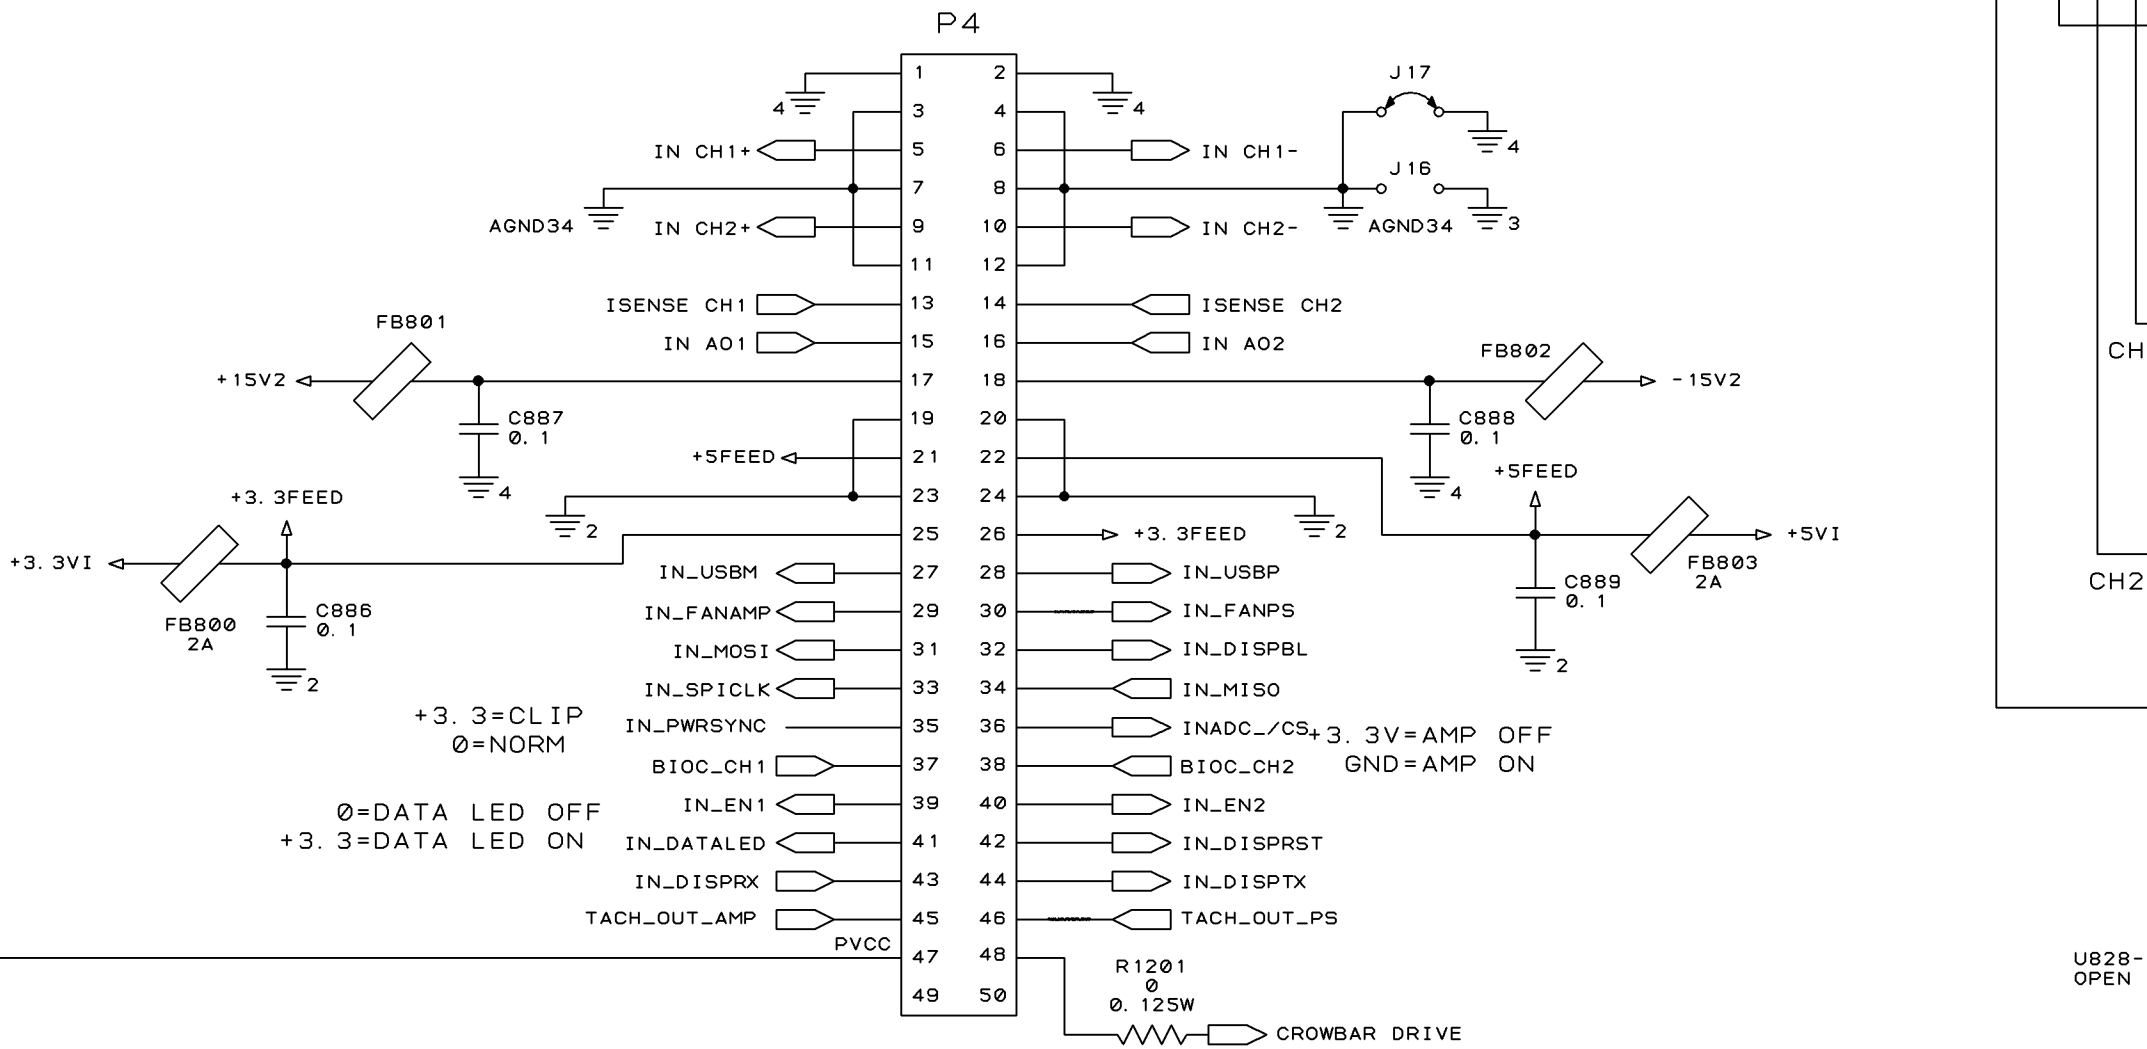 P4
1 2
4 4
J17
3 4
4
IN CH1+ 5 6 IN CH1-
J16
7 8
AGND34 IN CH2+ 9 10 IN CH2- AGND34 3
11 12
ISENSE CH1 13 14 ISENSE CH2
FB801
IN AO1 15 16 IN AO2
FB802
CH
+15V2 17 18 -15V2
C887 19 20 C888
0.1 0.1
+5FEED 21 22
+5FEED
4 4
+3.3FEED 23 24
2 2
25 26 +3.3FEED +5VI
+3.3VI
FB803
2A
IN_USBM 27 28 IN_USBP
C889
0.1
CH2
C886
0.1
FB800
2A
IN_FANAMP 29 30 IN_FANPS
IN_MOSI 31 32 IN_DISPBL
2
2
IN_SPICLK 33 34 IN_MISO
+3.3=CLIP
0=NORM
IN_PWRSYNC 35 36 INADC_/CS
+3.3V=AMP OFF
GND=AMP ON
BIOC_CH1 37 38 BIOC_CH2
IN_EN1 39 40 IN_EN2
0=DATA LED OFF
+3.3=DATA LED ON
IN_DATALED 41 42 IN_DISPRST
IN_DISPRX 43 44 IN_DISPTX
TACH_OUT_AMP 45 46 TACH_OUT_PS
PVCC
47 48
R1201
0
0.125W
U828-
OPEN
49 50
CROWBAR DRIVE